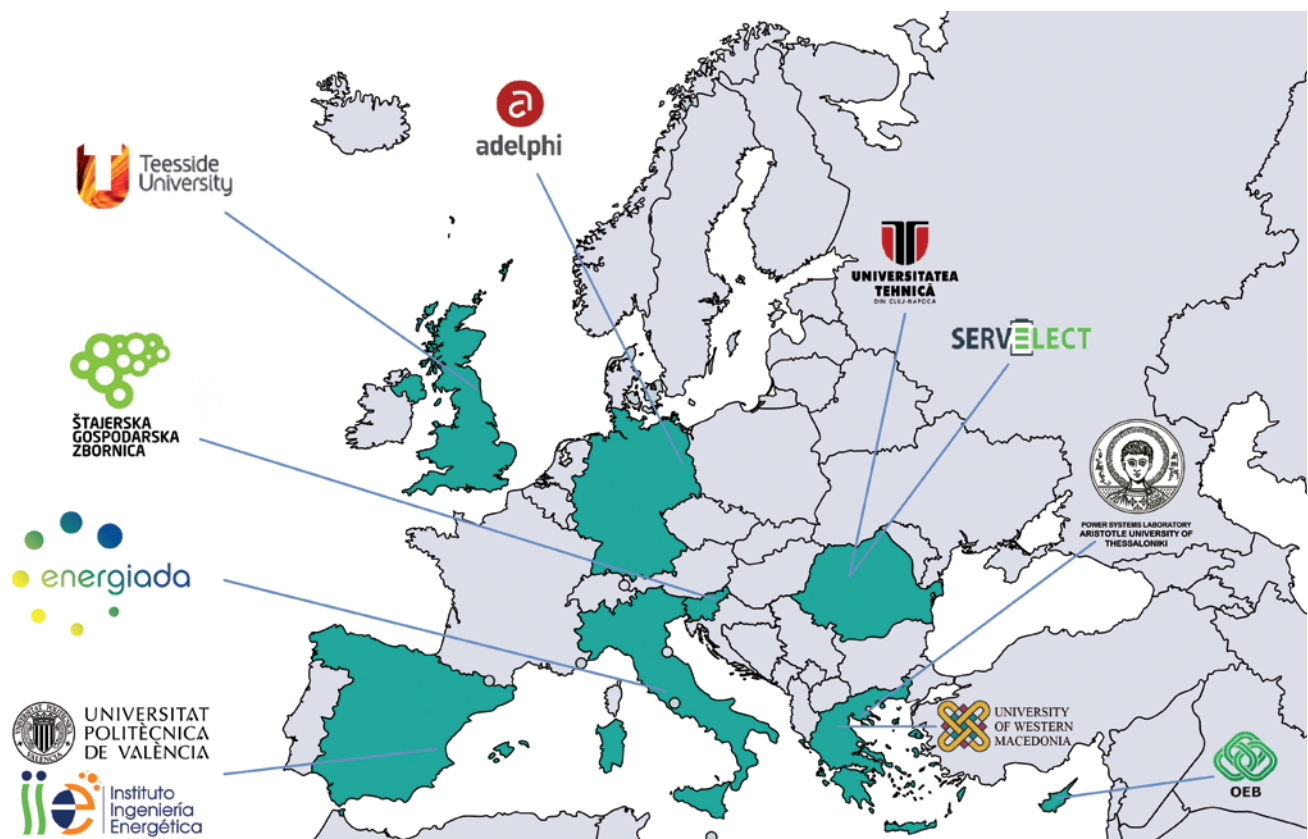 adelphi
Teesside
University
UNIVERSITATEA
TEHNICĂ
DIN CLUJ-NAPOCA
SERVELECT
ŠTAJERSKA
GOSPODARSKA
ZBORNICA
POWER SYSTEMS LABORATORY
ARISTOTLE UNIVERSITY OF
THESSALONIKI
energiada
UNIVERSITAT
POLITÈCNICA
DE VALÈNCIA
UNIVERSITY
OF WESTERN
MACEDONIA
OEB
iie
Instituto
Ingeniería
Energética